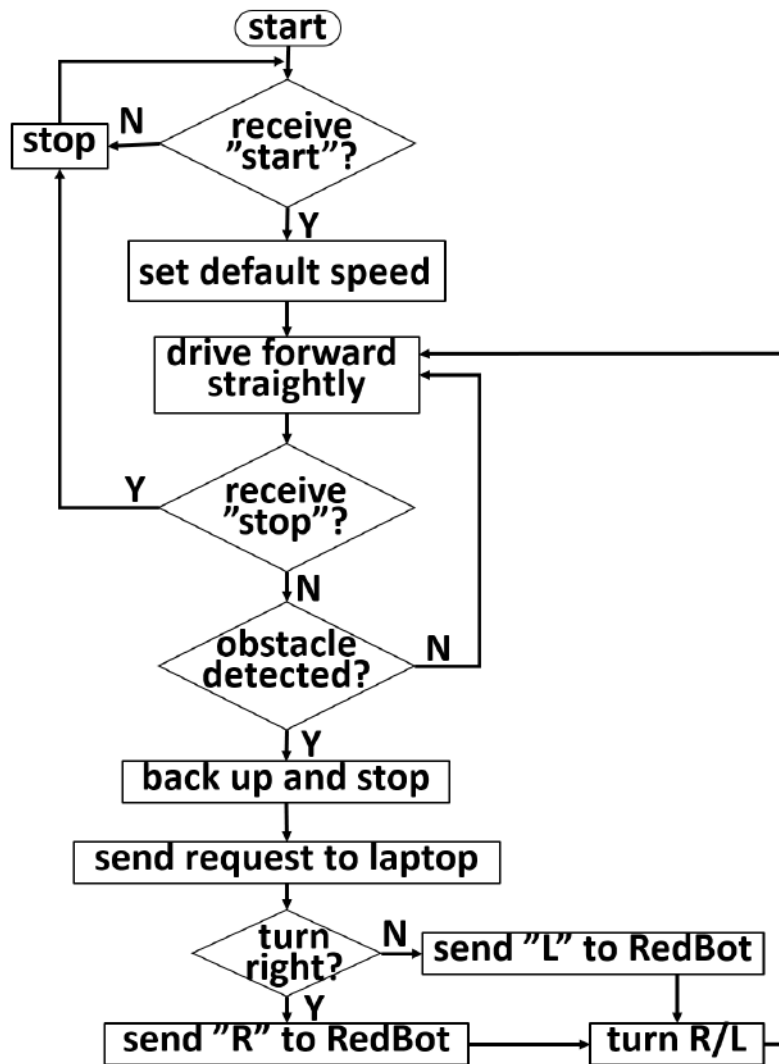 start
stop
N
receive
”start”?
Y
set default speed
drive forward
straightly
Y
receive
”stop”?
N
obstacle
detected?
N
Y
back up and stop
send request to laptop
turn
right?
N
send ”L” to RedBot
Y
send ”R” to RedBot
turn R/L